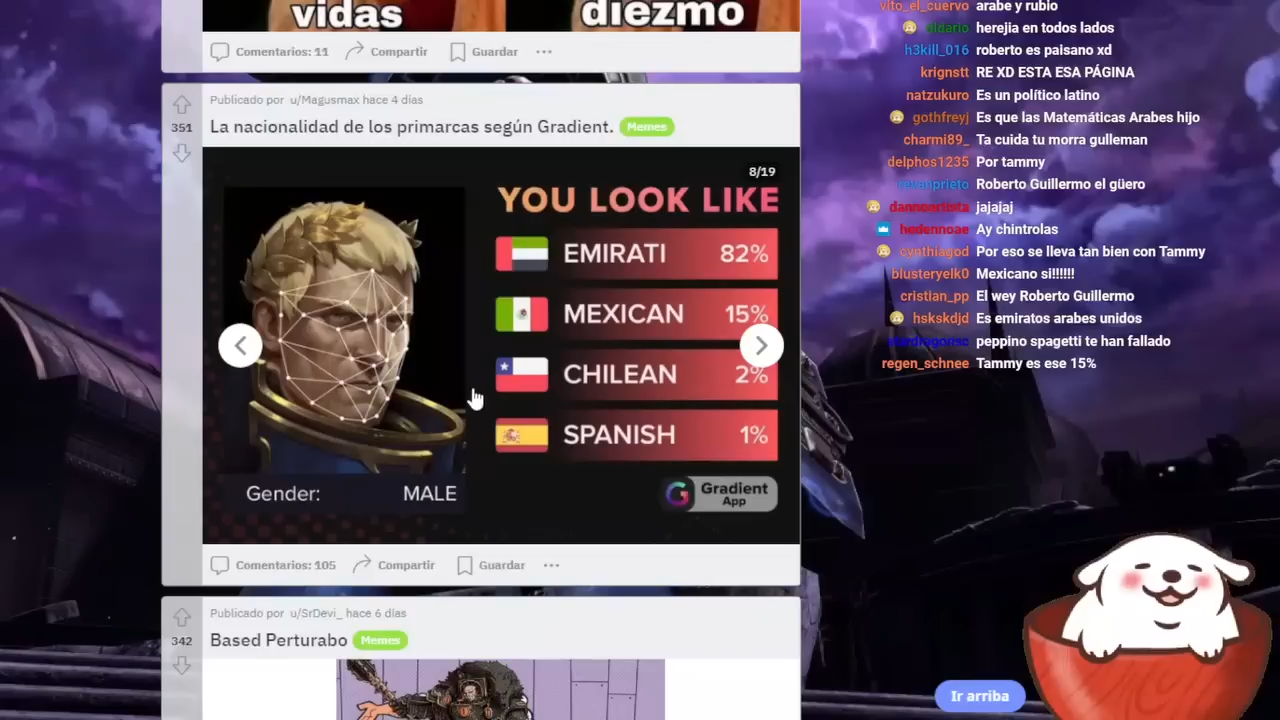 vidas
diezmo
Comentarios: 11
Compartir
Guardar
Publicado por u/Magusmax hace 4 días
351
La nacionalidad de los primarcas según Gradient.
Memes
8/19
YOU LOOK LIKE
EMIRATI 82%
MEXICAN 15%
CHILEAN 2%
SPANISH 1%
Gender: MALE
Gradient
App
Comentarios: 105
Compartir
Guardar
Publicado por u/SrDevi_ hace 6 días
342
Based Perturabo
Memes
vito_el_cuervo arabe y rubio
herejia en todos lados
h3kill_016 roberto es paisano xd
krignstt RE XD ESTA ESA PÁGINA
natzukuro Es un político latino
gothfreyj Es que las Matemáticas Arabes hijo
charmi89_ Ta cuida tu morra gulleman
delphos1235 Por tammy
Roberto Guillermo el güero
jajajaj
hedennoae Ay chintrolas
cynthiagod Por eso se lleva tan bien con Tammy
blusteryelk0 Mexicano si!!!!!!
cristian_pp El wey Roberto Guillermo
hskskdjd Es emiratos arabes unidos
peppino spagetti te han fallado
regen_schnee Tammy es ese 15%
Ir arriba